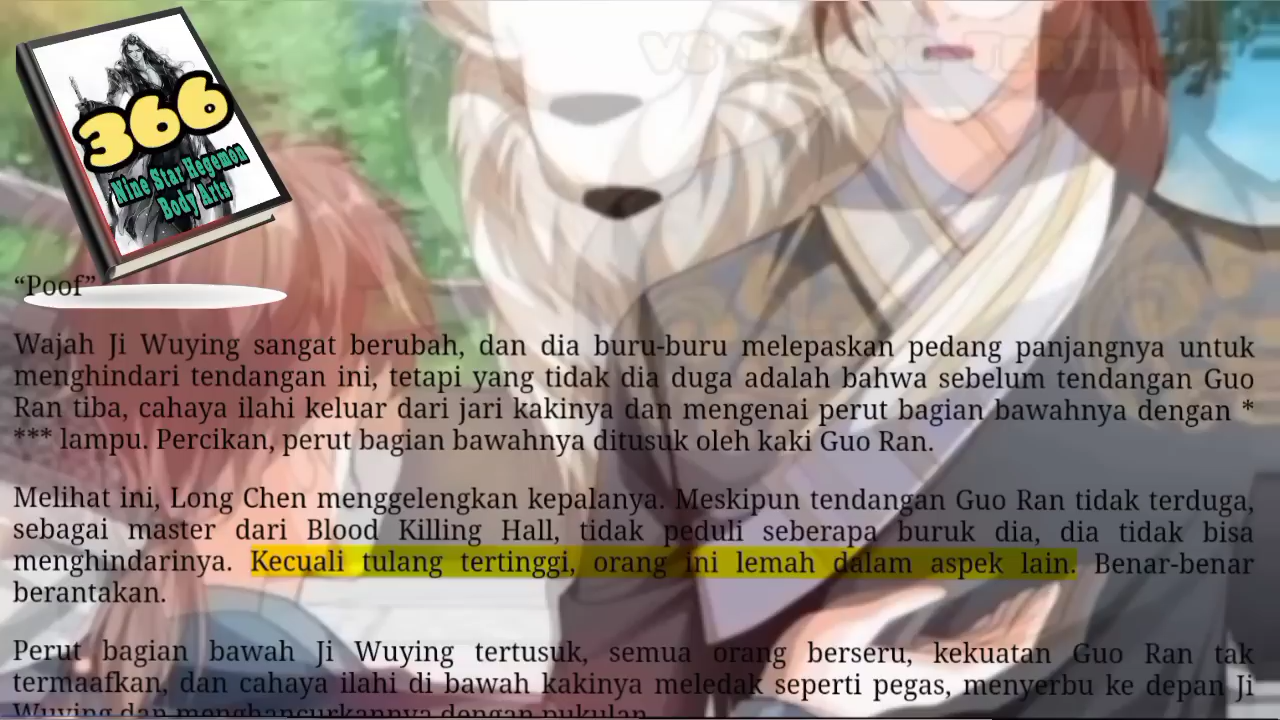 366
Nine Star Hegemon
Body Arts
“Poof”
Wajah Ji Wuying sangat berubah, dan dia buru-buru melepaskan pedang panjangnya untuk
menghindari tendangan ini, tetapi yang tidak dia duga adalah bahwa sebelum tendangan Guo
Ran tiba, cahaya ilahi keluar dari jari kakinya dan mengenai perut bagian bawahnya dengan *
*** lampu. Percikan, perut bagian bawahnya ditusuk oleh kaki Guo Ran.
Melihat ini, Long Chen menggelengkan kepalanya. Meskipun tendangan Guo Ran tidak terduga,
sebagai master dari Blood Killing Hall, tidak peduli seberapa buruk dia, dia tidak bisa
menghindarinya. Kecuali tulang tertinggi, orang ini lemah dalam aspek lain. Benar-benar
berantakan.
Perut bagian bawah Ji Wuying tertusuk, semua orang berseru, kekuatan Guo Ran tak
termaafkan, dan cahaya ilahi di bawah kakinya meledak seperti pegas, menyerbu ke depan Ji
Wuying dan menghancurkannya dengan pukulan.